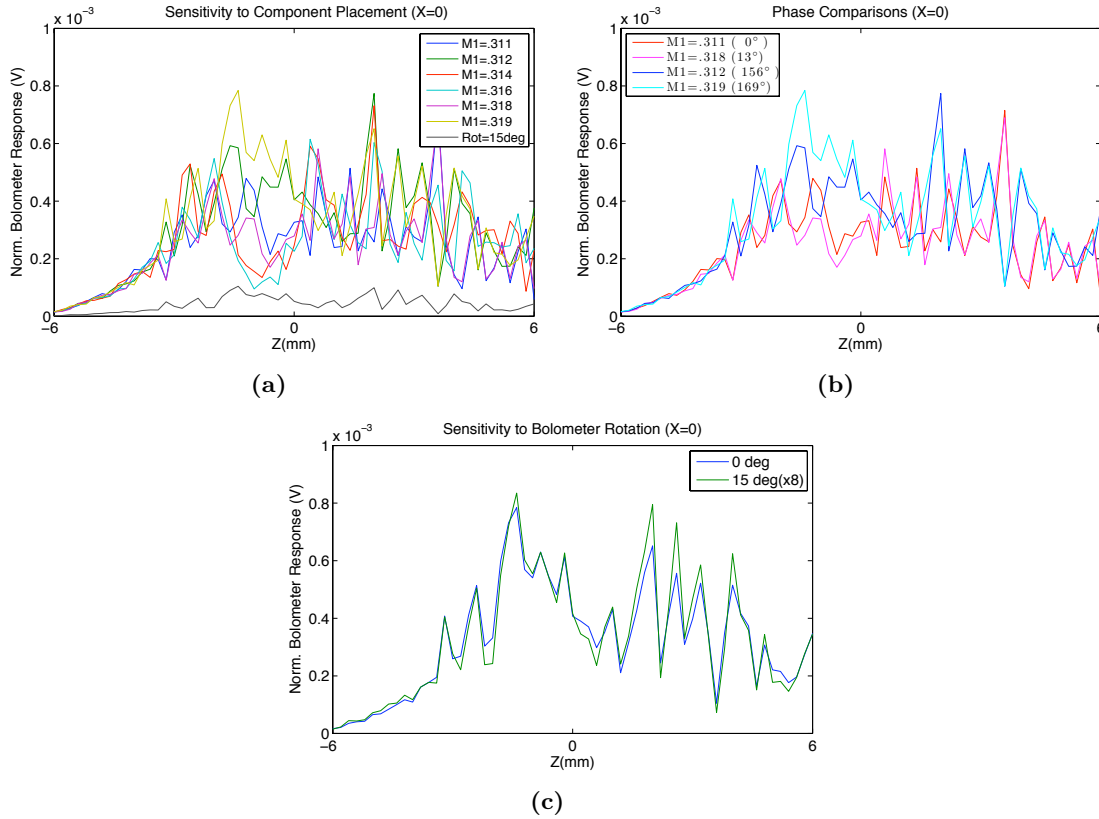 Sensitivity to Component Placement (X=0)
x 10⁻³
1
0.8
0.6
0.4
0.2
0
−6
0
6
Z(mm)
Norm. Bolometer Response (V)
M1=.311
M1=.312
M1=.314
M1=.316
M1=.318
M1=.319
Rot=15deg
(a)
Phase Comparisons (X=0)
x 10⁻³
1
0.8
0.6
0.4
0.2
0
−6
0
6
Z(mm)
Norm. Bolometer Response (V)
M1=.311 ( 0°)
M1=.318 (13°)
M1=.312 ( 156°)
M1=.319 (169°)
(b)
Sensitivity to Bolometer Rotation (X=0)
x 10⁻³
1
0.8
0.6
0.4
0.2
0
−6
0
6
Z(mm)
Norm. Bolometer Response (V)
0 deg
15 deg(x8)
(c)